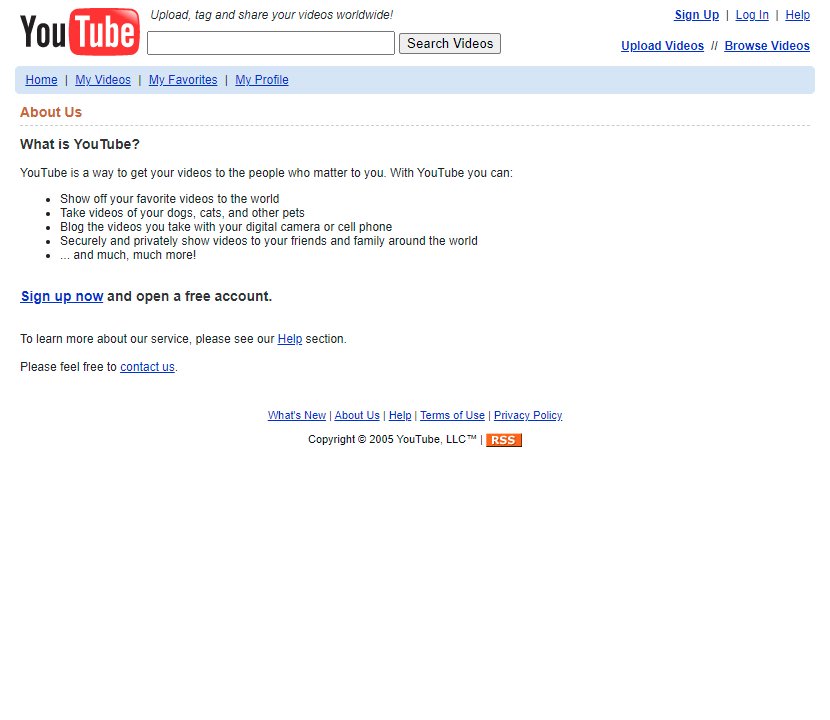 YouTube
Upload, tag and share your videos worldwide!
Sign Up | Log In | Help
Search Videos
Upload Videos // Browse Videos
Home | My Videos | My Favorites | My Profile
About Us
What is YouTube?
YouTube is a way to get your videos to the people who matter to you. With YouTube you can:
• Show off your favorite videos to the world
• Take videos of your dogs, cats, and other pets
• Blog the videos you take with your digital camera or cell phone
• Securely and privately show videos to your friends and family around the world
• ... and much, much more!
Sign up now and open a free account.
To learn more about our service, please see our Help section.
Please feel free to contact us.
What's New | About Us | Help | Terms of Use | Privacy Policy
Copyright © 2005 YouTube, LLC™ | RSS